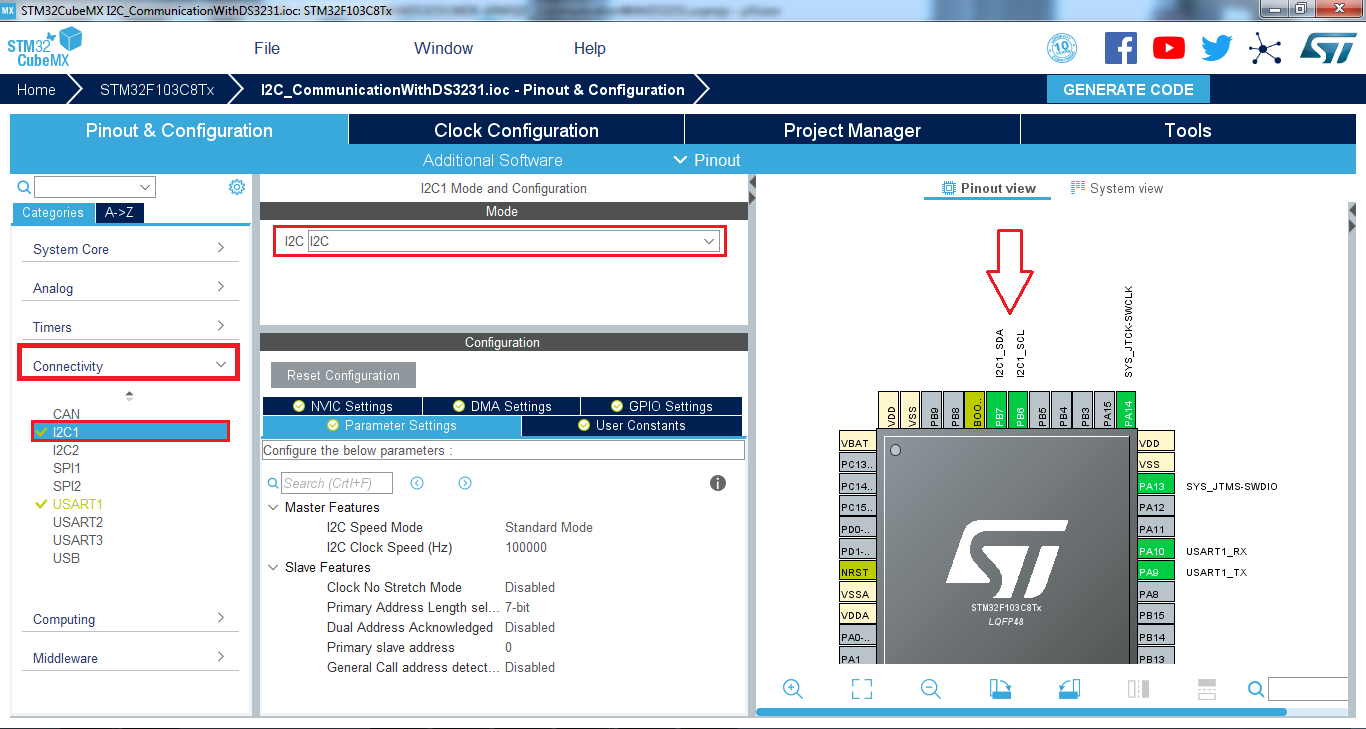 MX STM32CubeMX I2C_CommunicationWithDS3231.ioc: STM32F103C8Tx
STM32
CubeMX
File
Window
Help
10
ST
Home
STM32F103C8Tx
I2C_CommunicationWithDS3231.ioc - Pinout & Configuration
GENERATE CODE
Pinout & Configuration
Clock Configuration
Project Manager
Tools
Additional Software
Pinout
Categories
A->Z
System Core
Analog
Timers
Connectivity
CAN
I2C1
I2C2
SPI1
SPI2
USART1
USART2
USART3
USB
Computing
Middleware
I2C1 Mode and Configuration
Mode
I2C I2C
Configuration
Reset Configuration
NVIC Settings
DMA Settings
GPIO Settings
Parameter Settings
User Constants
Configure the below parameters :
Search (CrtI+F)
Master Features
I2C Speed Mode Standard Mode
I2C Clock Speed (Hz) 100000
Slave Features
Clock No Stretch Mode Disabled
Primary Address Length sel... 7-bit
Dual Address Acknowledged Disabled
Primary slave address 0
General Call address detect... Disabled
Pinout view
System view
I2C1_SDA
I2C1_SCL
SYS_JTCK-SWCLK
VDD
VSS
PB9
PB8
BOO..
PB7
PB6
PB5
PB4
PB3
PA15
PA14
VBAT
PC13..
PC14..
PC15..
PD0-..
PD1-..
NRST
VSSA
VDDA
PA0-..
PA1
ST
STM32F103C8Tx
LQFP48
VDD
VSS
PA13 SYS_JTMS-SWDIO
PA12
PA11
PA10 USART1_RX
PA9 USART1_TX
PA8
PB15
PB14
PB13